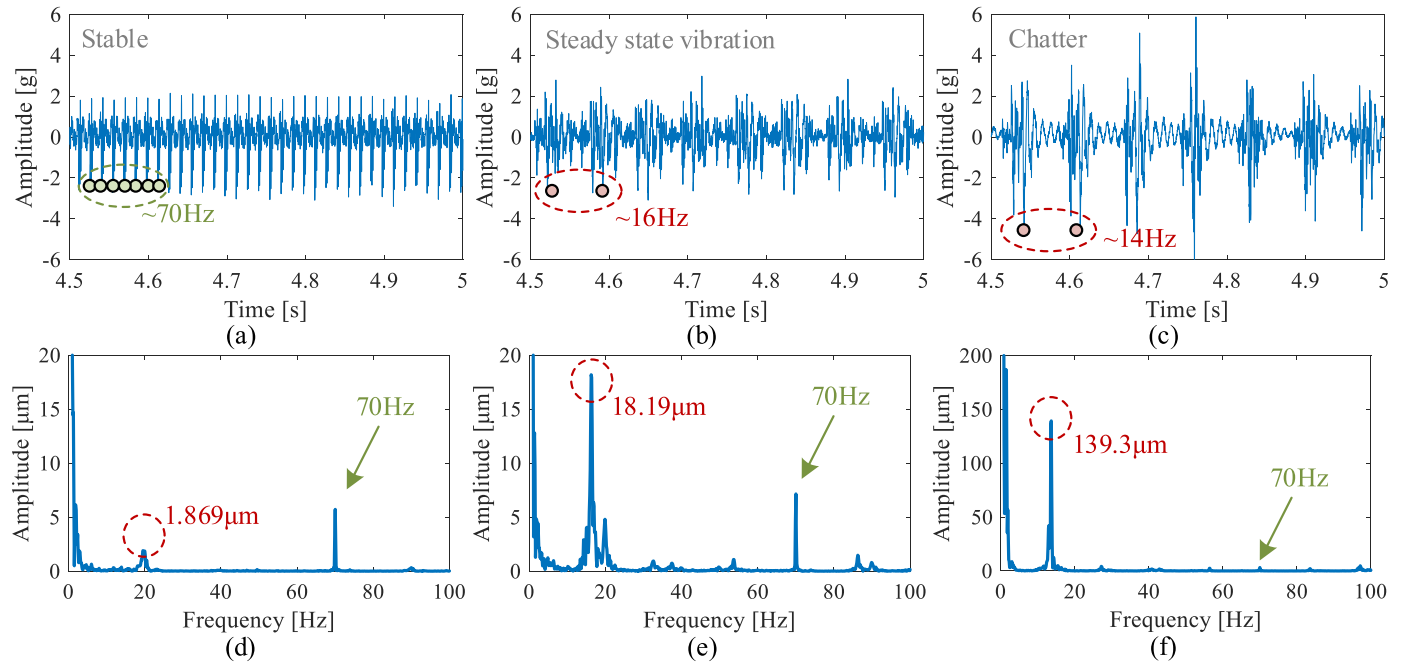 Stable
~70Hz
Amplitude [g]
6
4
2
0
-2
-4
-6
4.5 4.6 4.7 4.8 4.9 5
Time [s]
(a)
Steady state vibration
~16Hz
Amplitude [g]
6
4
2
0
-2
-4
-6
4.5 4.6 4.7 4.8 4.9 5
Time [s]
(b)
Chatter
~14Hz
Amplitude [g]
6
4
2
0
-2
-4
-6
4.5 4.6 4.7 4.8 4.9 5
Time [s]
(c)
70Hz
1.869μm
Amplitude [μm]
20
15
10
5
0
0 20 40 60 80 100
Frequency [Hz]
(d)
18.19μm
70Hz
Amplitude [μm]
20
15
10
5
0
0 20 40 60 80 100
Frequency [Hz]
(e)
139.3μm
70Hz
Amplitude [μm]
200
150
100
50
0
0 20 40 60 80 100
Frequency [Hz]
(f)